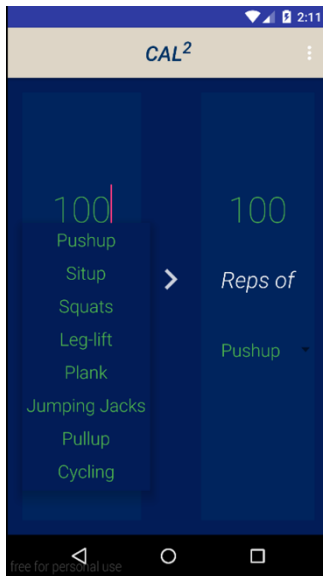 2:11
CAL²
100
Pushup
Situp
Squats
Leg-lift
Plank
Jumping Jacks
Pullup
Cycling
100
Reps of
Pushup
free for personal use